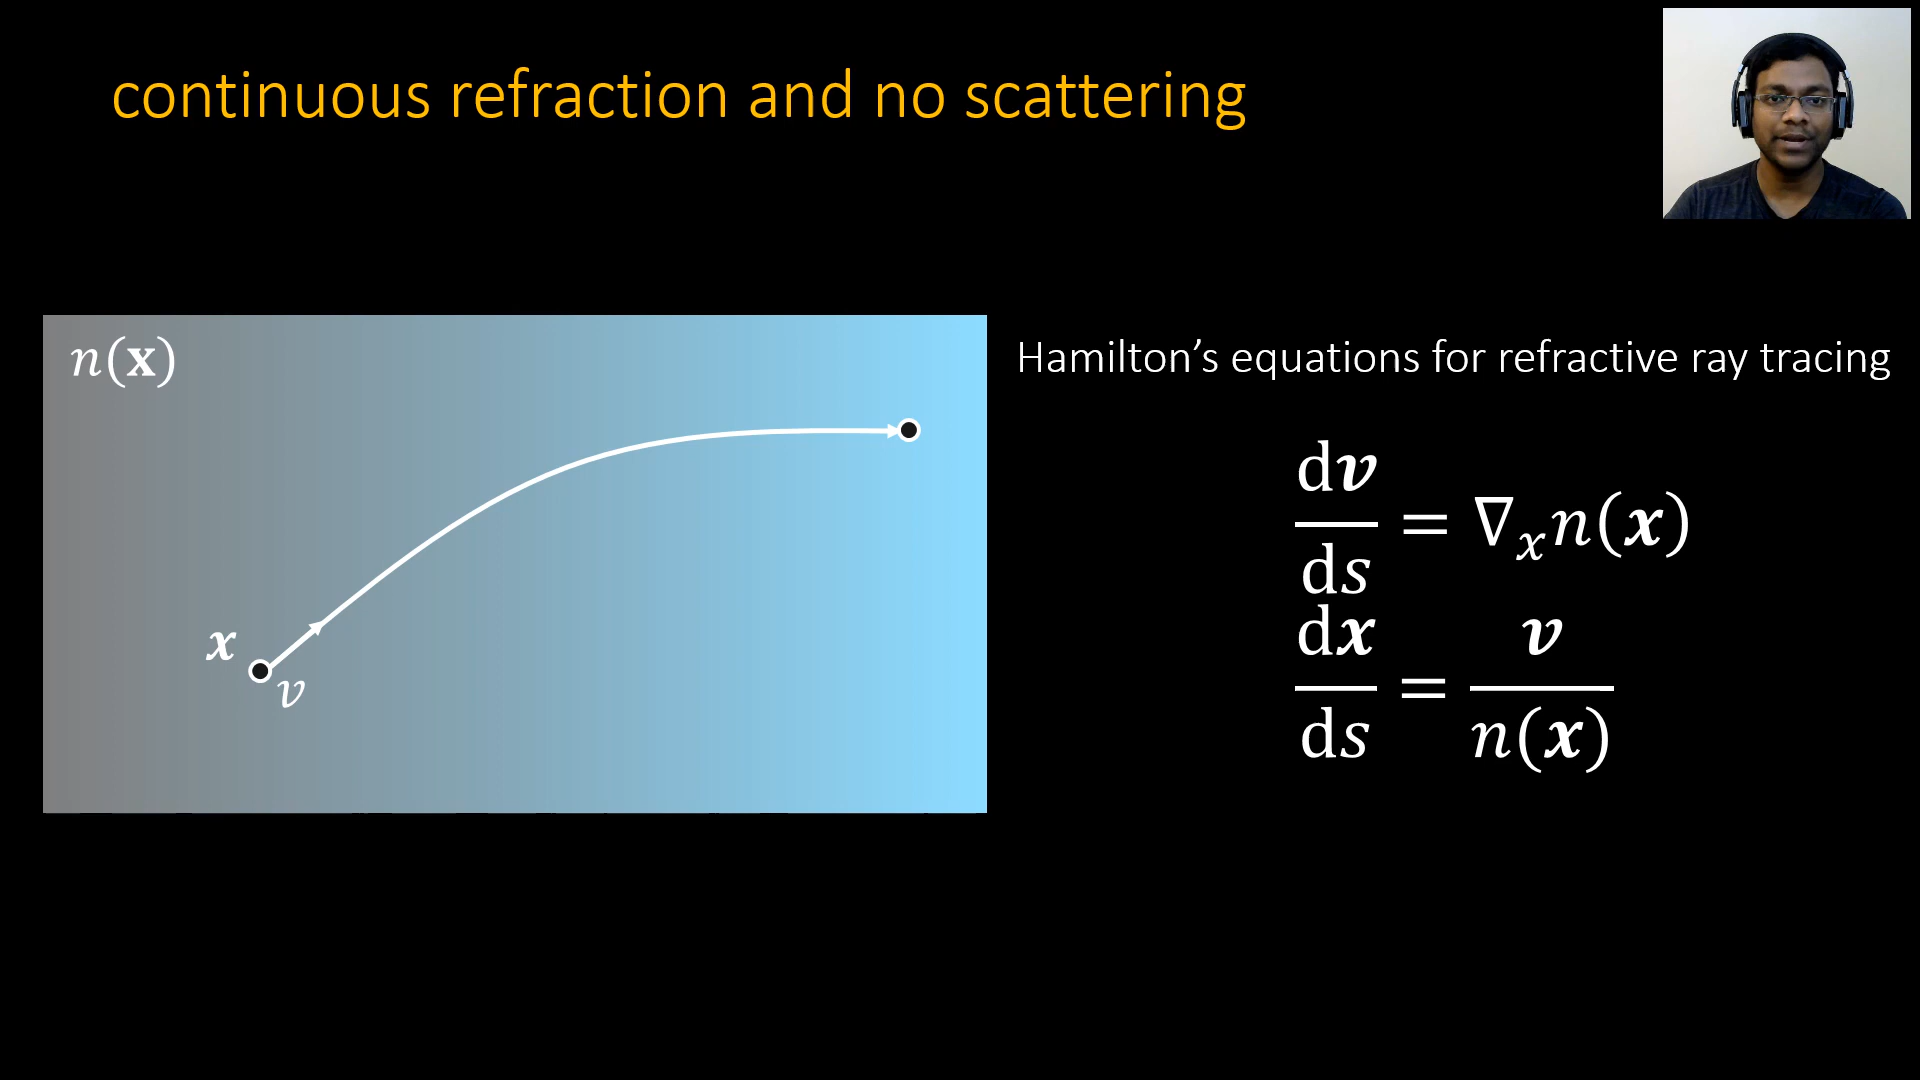 continuous refraction and no scattering
n(x)
x
v
Hamilton’s equations for refractive ray tracing
dv/ds = ∇ₓn(x)
dx/ds = v/n(x)